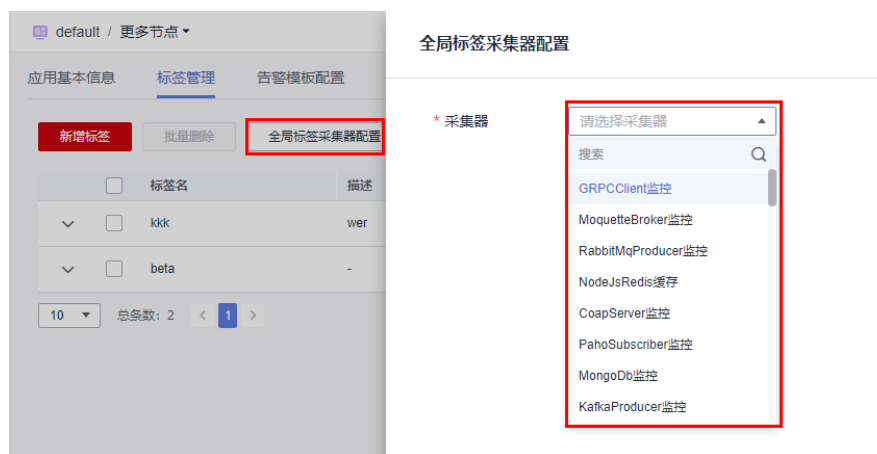 default / 更多节点
应用基本信息 标签管理 告警模板配置
新增标签 批量删除 全局标签采集器配置
标签名 描述
kkk wer
beta -
10 总条数: 2 < 1 >
全局标签采集器配置
* 采集器 请选择采集器
搜索
GRPCClient监控
MoquetteBroker监控
RabbitMqProducer监控
NodeJsRedis缓存
CoapServer监控
PahoSubscriber监控
MongoDb监控
KafkaProducer监控